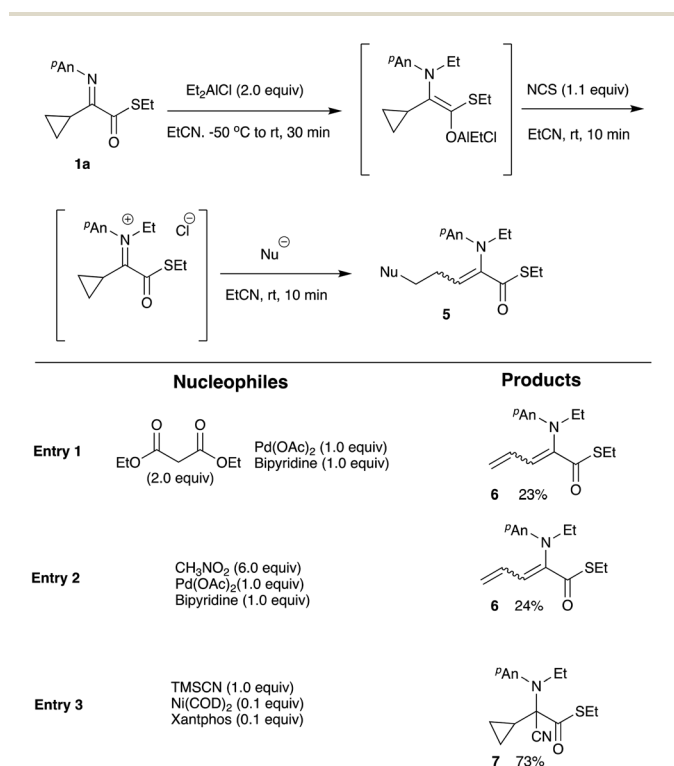 pAn
N
SEt
O
1a
Et2AlCl (2.0 equiv)
EtCN. -50 ºC to rt, 30 min
pAn N Et
SEt
OAlEtCl
NCS (1.1 equiv)
EtCN, rt, 10 min
pAn N ⊕ Et Cl ⊖
SEt
O
Nu ⊖
EtCN, rt, 10 min
pAn N Et
Nu SEt
O
5
Nucleophiles Products
Entry 1
O O
EtO OEt
(2.0 equiv)
Pd(OAc)2 (1.0 equiv)
Bipyridine (1.0 equiv)
pAn N Et
SEt
O
6 23%
Entry 2
CH3NO2 (6.0 equiv)
Pd(OAc)2(1.0 equiv)
Bipyridine (1.0 equiv)
pAn N Et
SEt
O
6 24%
Entry 3
TMSCN (1.0 equiv)
Ni(COD)2 (0.1 equiv)
Xantphos (0.1 equiv)
pAn N Et
SEt
CN O
7 73%